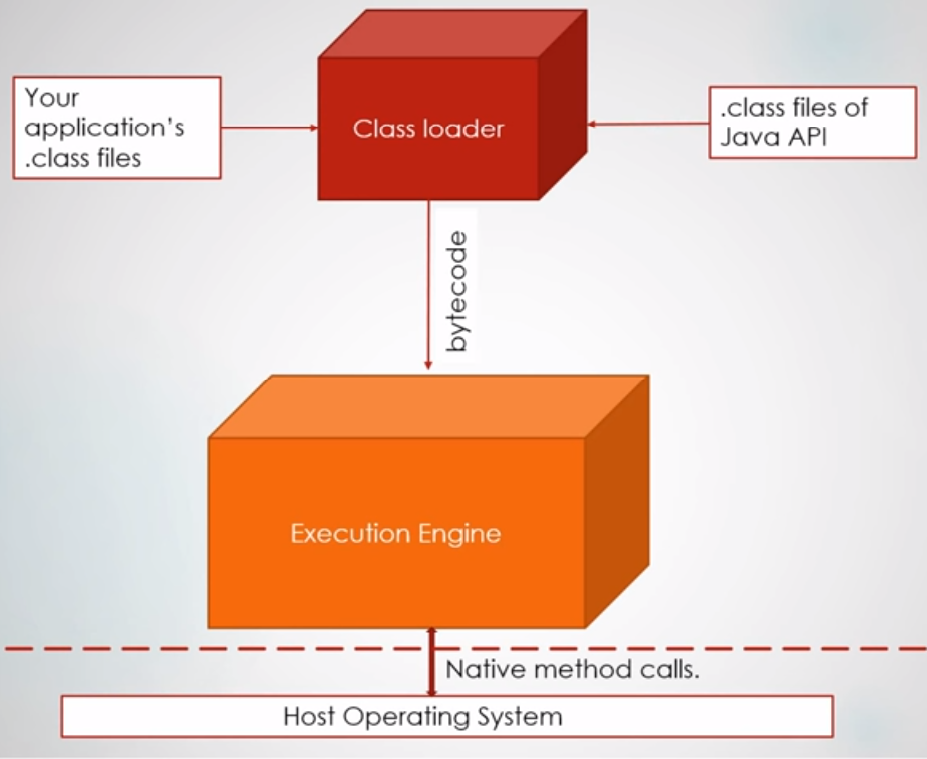 Your
application's
.class files
Class loader
.class files of
Java API
bytecode
Execution Engine
Native method calls.
Host Operating System